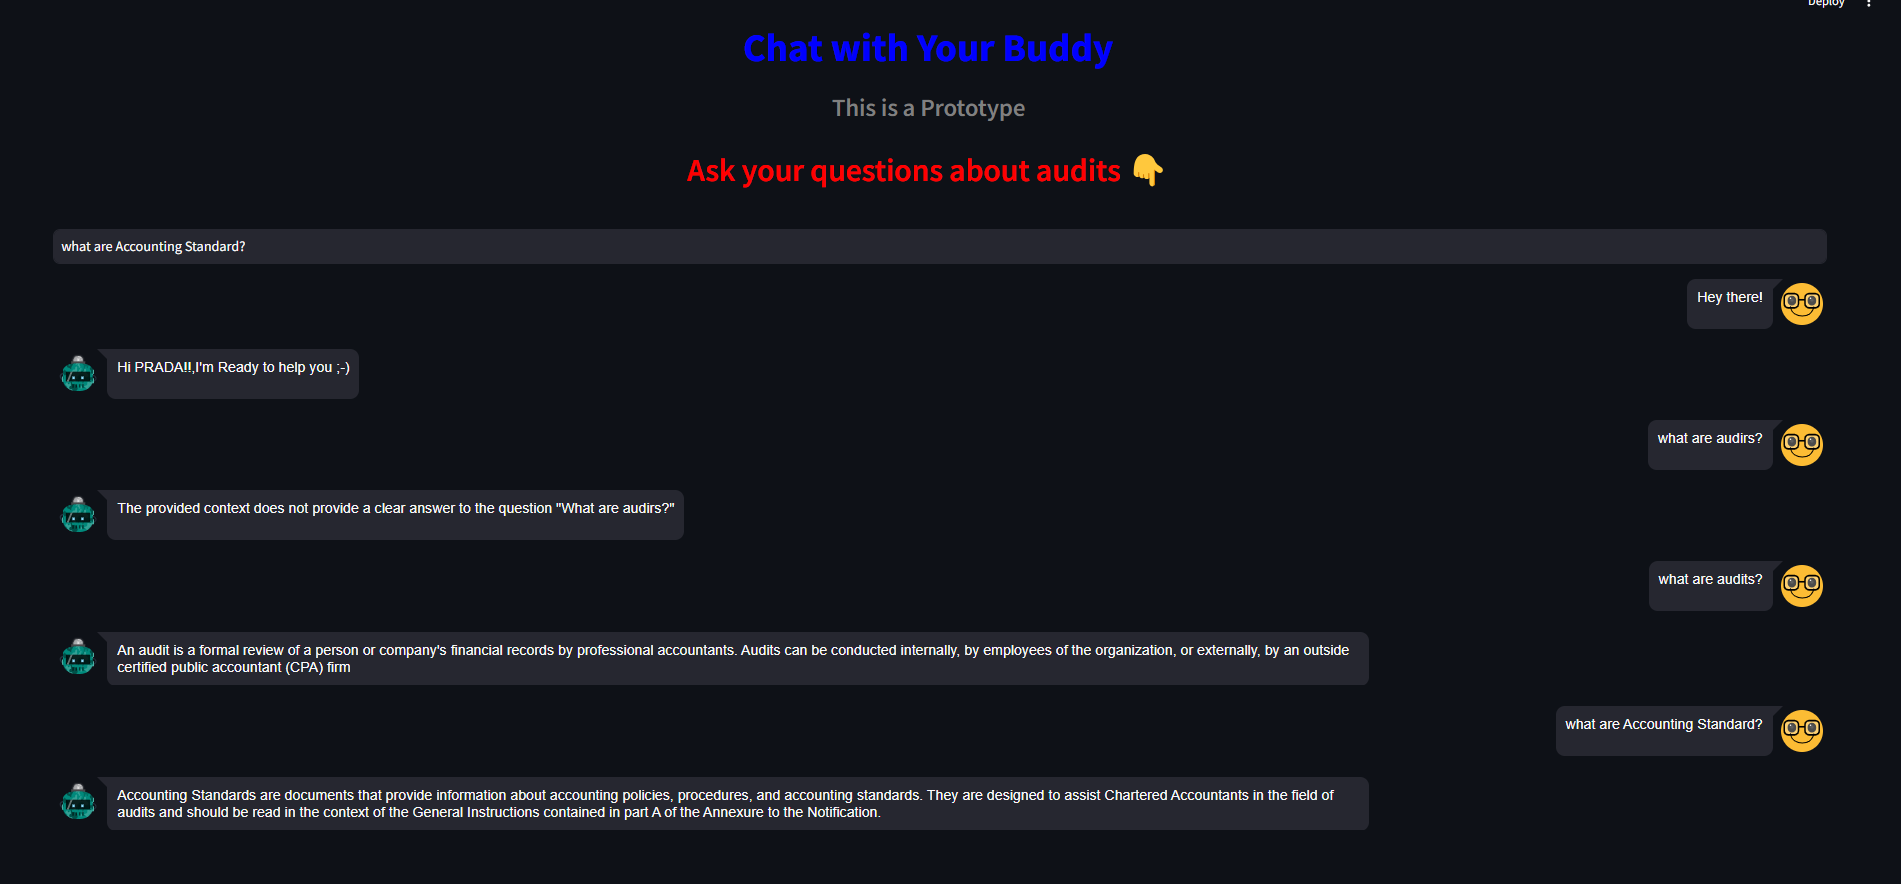 Deploy
Chat with Your Buddy
This is a Prototype
Ask your questions about audits 👇
what are Accounting Standard?
Hey there!
Hi PRADA!!,I'm Ready to help you ;-)
what are audirs?
The provided context does not provide a clear answer to the question "What are audirs?"
what are audits?
An audit is a formal review of a person or company's financial records by professional accountants. Audits can be conducted internally, by employees of the organization, or externally, by an outside
certified public accountant (CPA) firm
what are Accounting Standard?
Accounting Standards are documents that provide information about accounting policies, procedures, and accounting standards. They are designed to assist Chartered Accountants in the field of
audits and should be read in the context of the General Instructions contained in part A of the Annexure to the Notification.